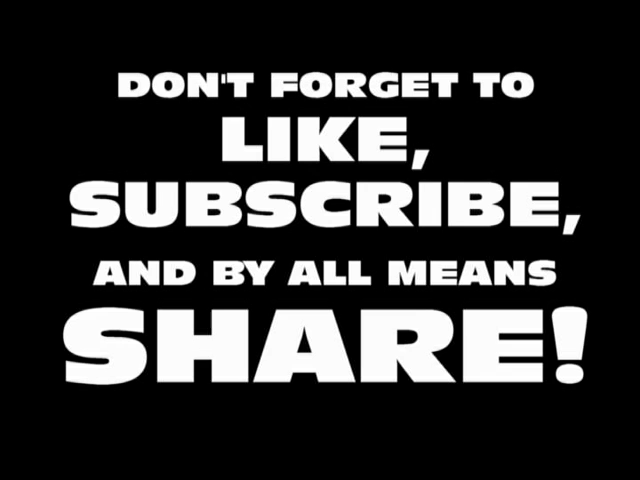 DON'T FORGET TO
LIKE,
SUBSCRIBE,
AND BY ALL MEANS
SHARE!